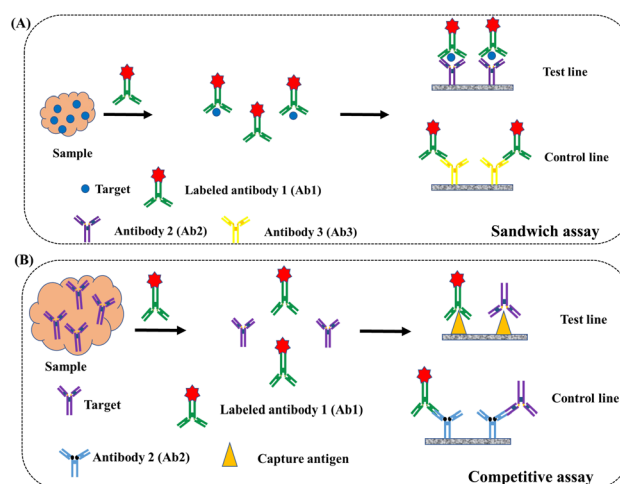 (A)
Test line
Sample
Control line
Target
Labeled antibody 1 (Ab1)
Antibody 2 (Ab2)
Antibody 3 (Ab3)
Sandwich assay
(B)
Sample
Test line
Target
Labeled antibody 1 (Ab1)
Control line
Antibody 2 (Ab2)
Capture antigen
Competitive assay